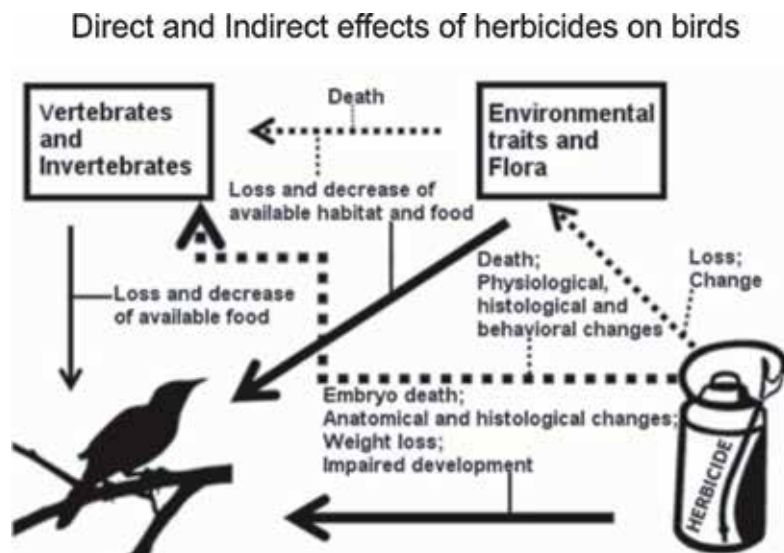 Direct and Indirect effects of herbicides on birds
Vertebrates
and
Invertebrates
Death
Environmental
traits and
Flora
Loss and decrease of
available habitat and food
Loss and decrease
of available food
Death;
Physiological,
histological and
behavioral changes
Loss;
Change
Embryo death;
Anatomical and histological changes;
Weight loss;
Impaired development
HERBICIDE